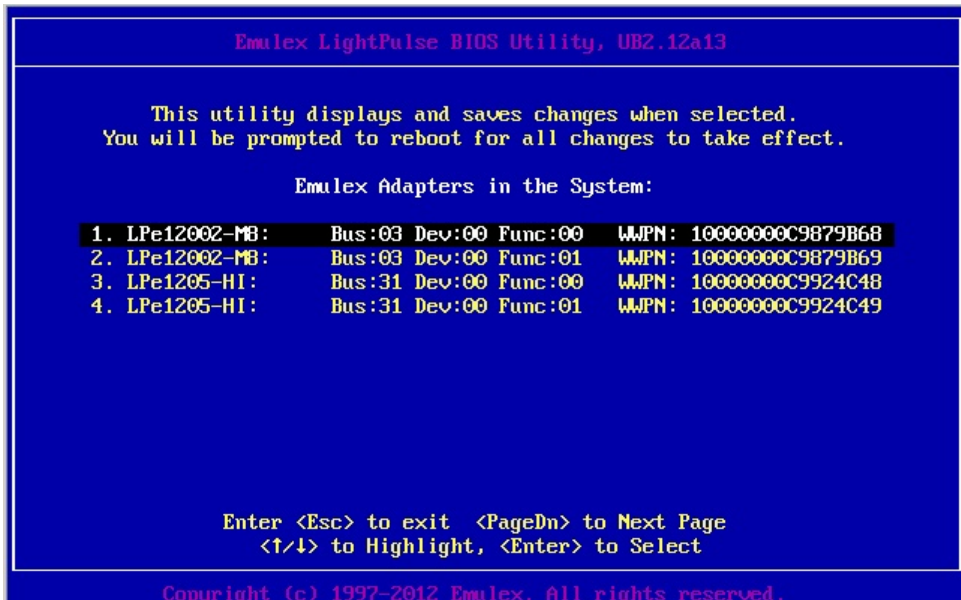 Emulex LightPulse BIOS Utility, UB2.12a13
This utility displays and saves changes when selected.
You will be prompted to reboot for all changes to take effect.
Emulex Adapters in the System:
1. LPe12002-M8: Bus:03 Dev:00 Func:00 WWPN: 10000000C9879B68
2. LPe12002-M8: Bus:03 Dev:00 Func:01 WWPN: 10000000C9879B69
3. LPe1205-HI: Bus:31 Dev:00 Func:00 WWPN: 10000000C9924C48
4. LPe1205-HI: Bus:31 Dev:00 Func:01 WWPN: 10000000C9924C49
Enter <Esc> to exit <PageDn> to Next Page
<↑/↓> to Highlight, <Enter> to Select
Copyright (c) 1997-2012 Emulex. All rights reserved.